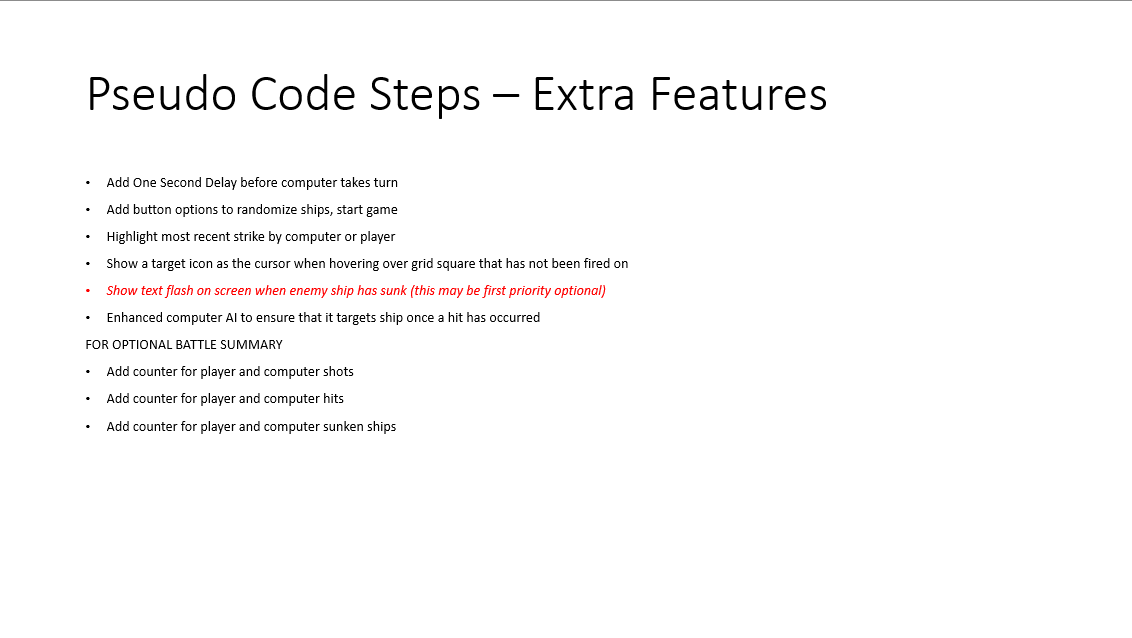 Pseudo Code Steps – Extra Features
• Add One Second Delay before computer takes turn
• Add button options to randomize ships, start game
• Highlight most recent strike by computer or player
• Show a target icon as the cursor when hovering over grid square that has not been fired on
• Show text flash on screen when enemy ship has sunk (this may be first priority optional)
• Enhanced computer AI to ensure that it targets ship once a hit has occurred
FOR OPTIONAL BATTLE SUMMARY
• Add counter for player and computer shots
• Add counter for player and computer hits
• Add counter for player and computer sunken ships